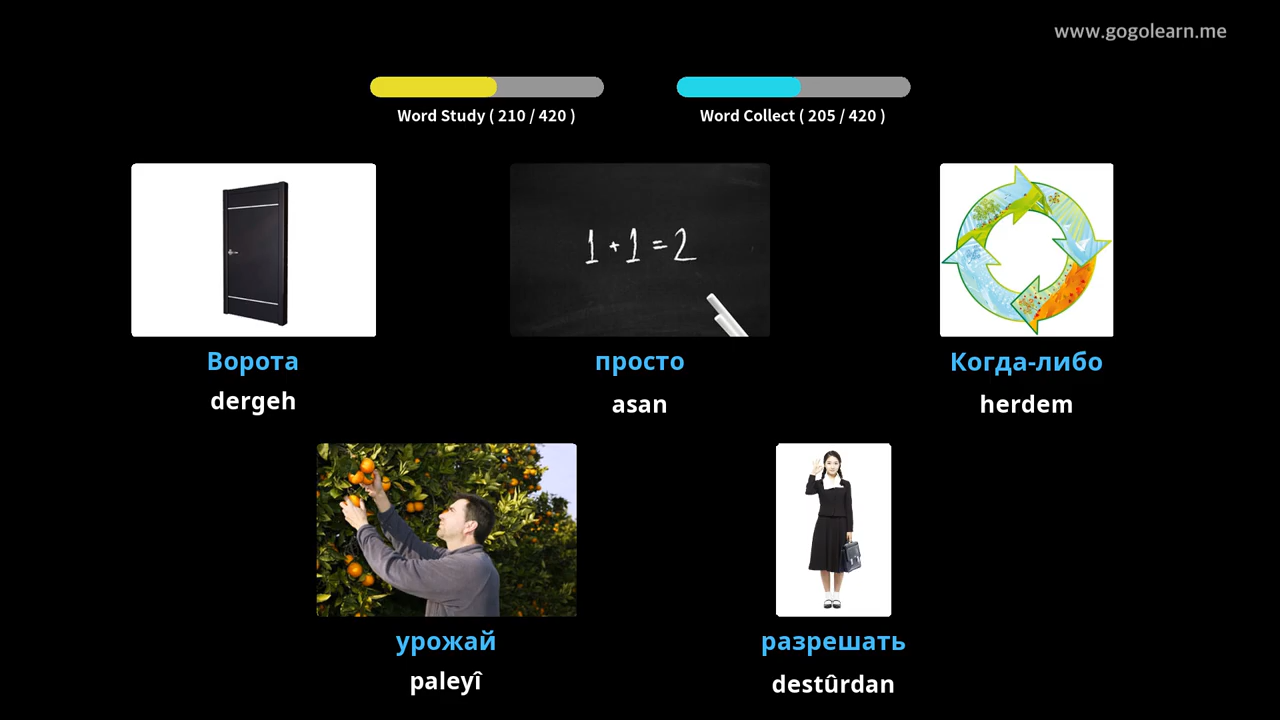 www.gogolearn.me
Word Study ( 210 / 420 )
Word Collect ( 205 / 420 )
1 + 1 = 2
Ворота
просто
Когда-либо
dergeh
asan
herdem
урожай
разрешать
paleyî
destûrdan